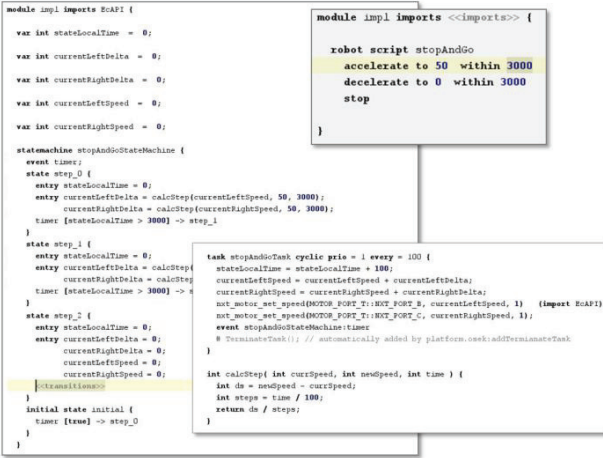 module impl imports EcAPI {
var int stateLocalTime = 0;
var int currentLeftDelta = 0;
var int currentRightDelta = 0;
var int currentLeftSpeed = 0;
var int currentRightSpeed = 0;
statemachine stopAndGoStateMachine {
event timer;
state step_0 {
entry stateLocalTime = 0;
entry currentLeftDelta = calcStep(currentLeftSpeed, 50, 3000);
currentRightDelta = calcStep(currentRightSpeed, 50, 3000);
timer [stateLocalTime > 3000] -> step_1
}
state step_1 {
entry stateLocalTime = 0;
entry currentLeftDelta = calcStep(
currentRightDelta = calcStep
timer [stateLocalTime > 3000] -> s
}
state step_2 {
entry stateLocalTime = 0;
entry currentLeftDelta = 0;
currentRightDelta = 0;
currentLeftSpeed = 0;
currentRightSpeed = 0;
<<transitions>>
}
initial state initial {
timer [true] -> step_0
}
}
module impl imports <<imports>> {
robot script stopAndGo
accelerate to 50 within 3000
decelerate to 0 within 3000
stop
}
task stopAndGoTask cyclic prio = 1 every = 100 {
stateLocalTime = stateLocalTime + 100;
currentLeftSpeed = currentLeftSpeed + currentLeftDelta;
currentRightSpeed = currentRightSpeed + currentRightDelta;
nxt_motor_set_speed(MOTOR_PORT_T::NXT_PORT_B, currentLeftSpeed, 1) (import EcAPI)
nxt_motor_set_speed(MOTOR_PORT_T::NXT_PORT_C, currentRightSpeed, 1);
event stopAndGoStateMachine:timer
TerminateTask(); // automatically added by platform.osek:addTerminateTask
}
int calcStep( int currSpeed, int newSpeed, int time ) {
int ds = newSpeed - currSpeed;
int steps = time / 100;
return ds / steps;
}